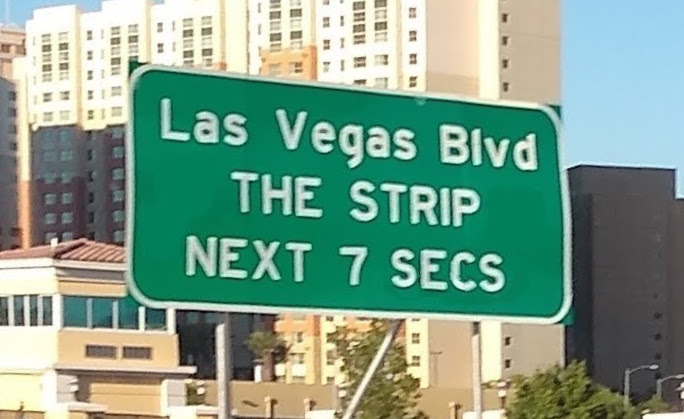 Las Vegas Blvd
THE STRIP
NEXT 7 SECS